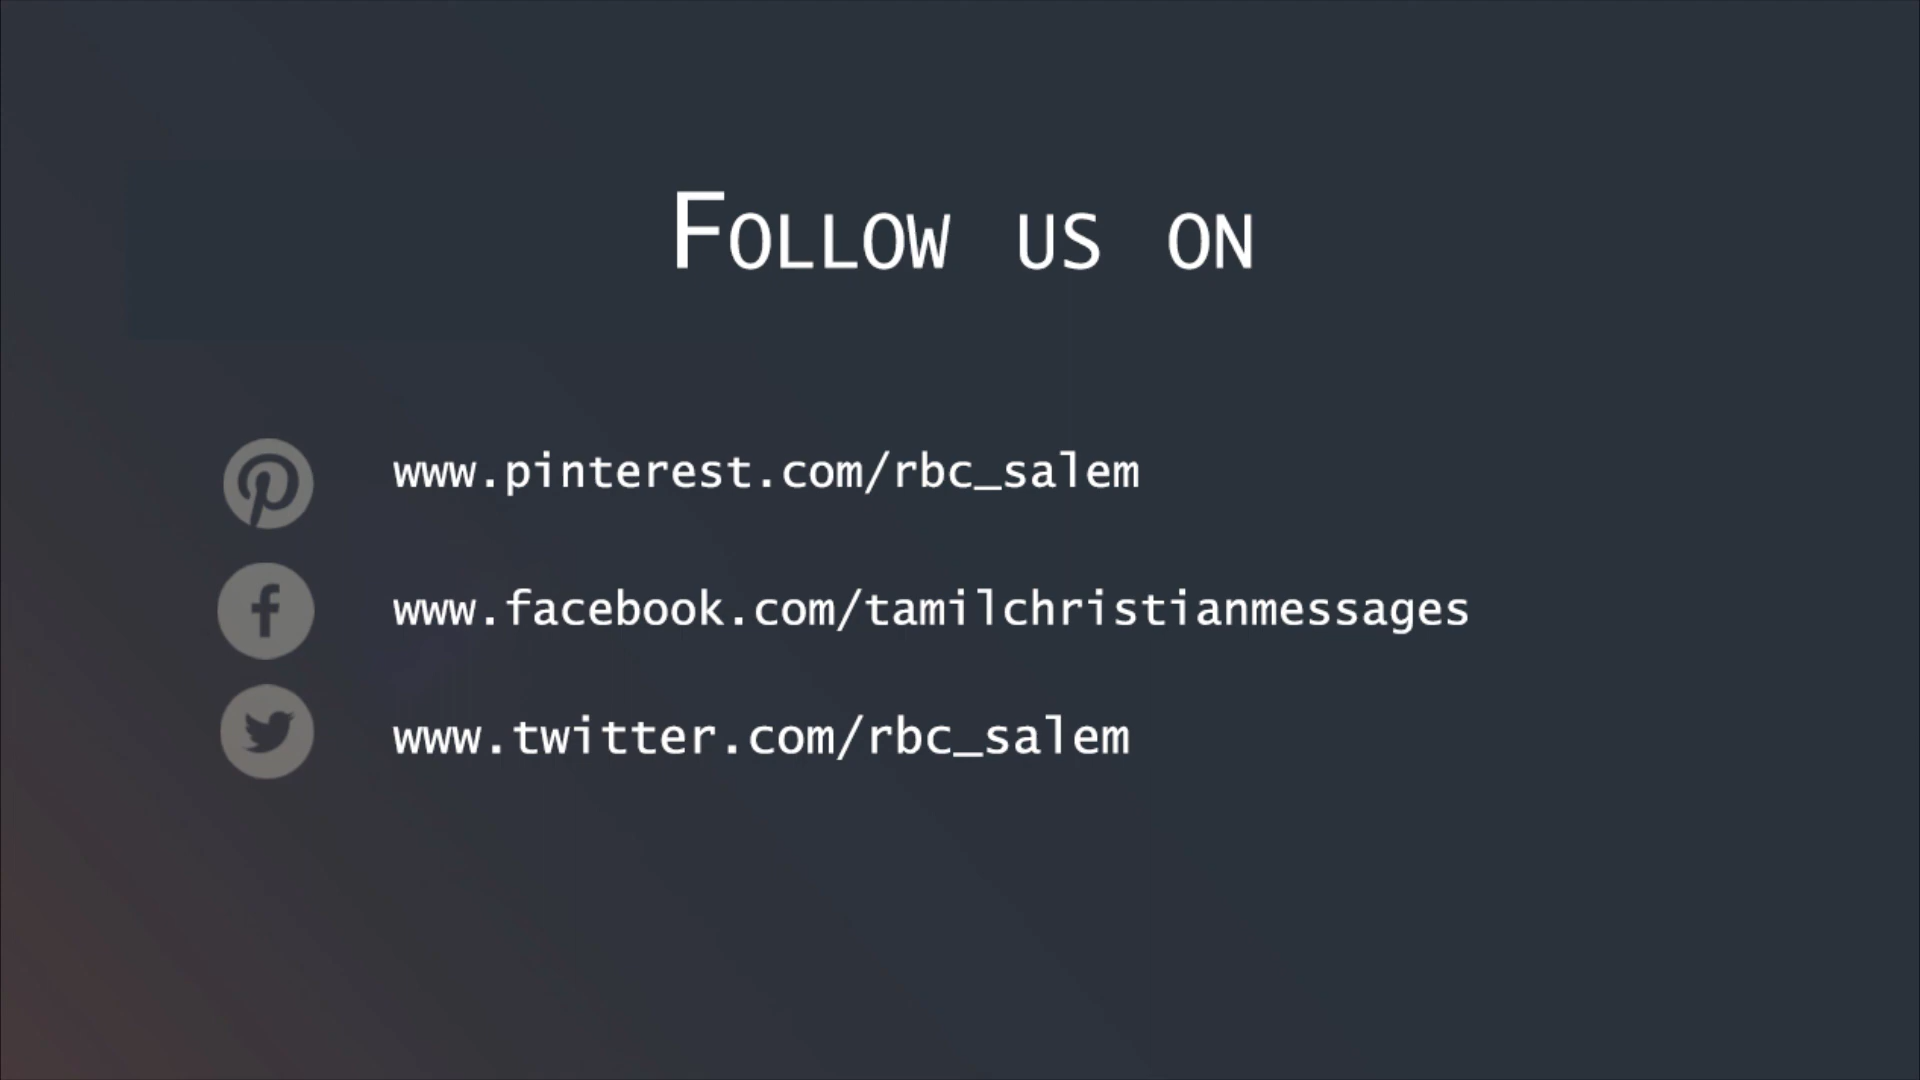 Follow us on
www.pinterest.com/rbc_salem
www.facebook.com/tamilchristianmessages
www.twitter.com/rbc_salem